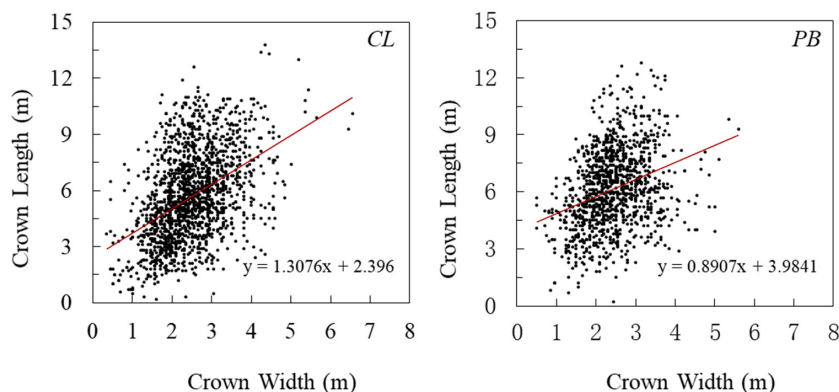 CL
15
12
9
6
3
0
Crown Length (m)
y = 1.3076x + 2.396
0 1 2 3 4 5 6 7 8
Crown Width (m)
PB
15
12
9
6
3
0
Crown Length (m)
y = 0.8907x + 3.9841
0 1 2 3 4 5 6 7 8
Crown Width (m)